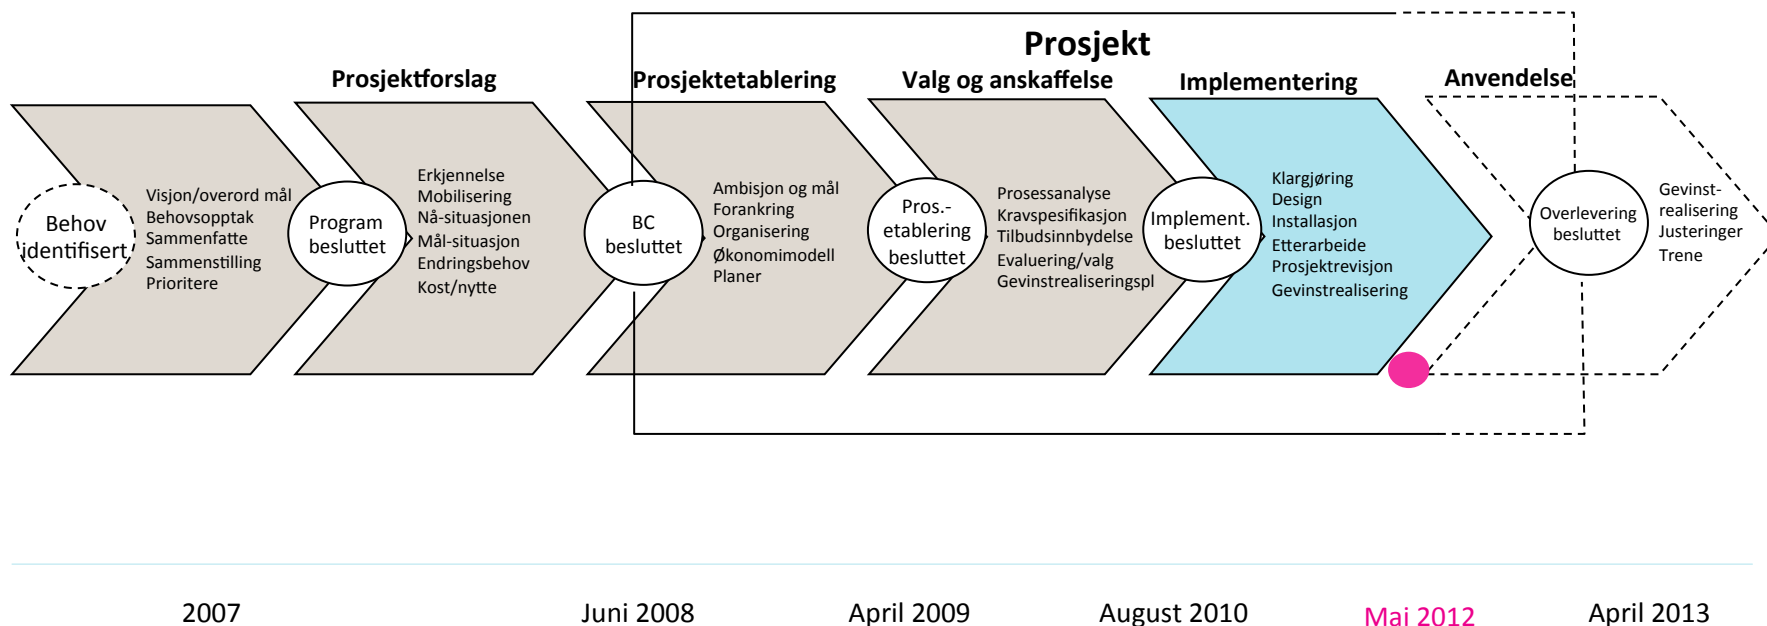 Prosjekt
Prosjektforslag
Prosjektetablering
Valg og anskaffelse
Implementering
Anvendelse
Behov
identifisert
Visjon/overord mål
Behovsopptak
Sammenfatte
Sammenstilling
Prioritere
Program
besluttet
Erkjennelse
Mobilisering
Nå-situasjonen
Mål-situasjon
Endringsbehov
Kost/nytte
BC
besluttet
Ambisjon og mål
Forankring
Organisering
Økonomimodell
Planer
Pros.-
etablering
besluttet
Prosessanalyse
Kravspesifikasjon
Tilbudsinnbydelse
Evaluering/valg
Gevinstrealiseringspl
Implement.
besluttet
Klargjøring
Design
Installasjon
Etterarbeide
Prosjektrevisjon
Gevinstrealisering
Overlevering
besluttet
Gevinst-
realisering
Justeringer
Trene
2007
Juni 2008
April 2009
August 2010
Mai 2012
April 2013